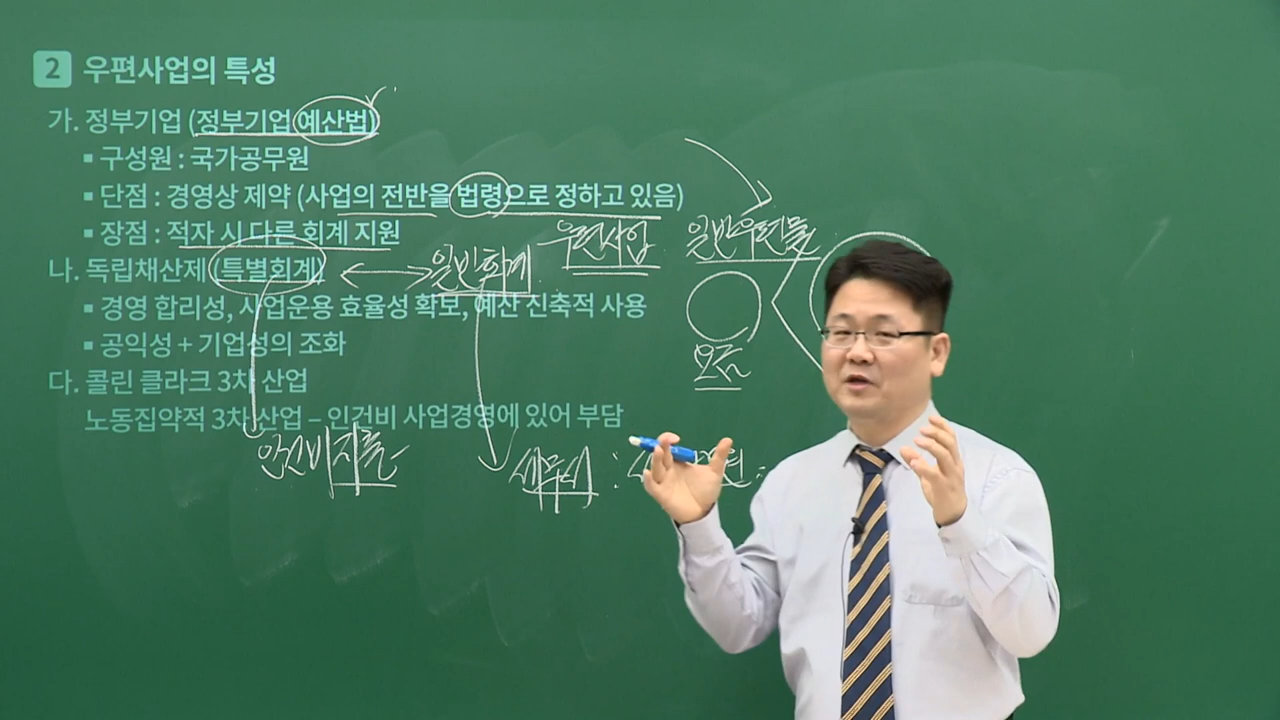 2 우편사업의 특성
가. 정부기업 (정부기업 예산법)
▪ 구성원 : 국가공무원
▪ 단점 : 경영상 제약 (사업의 전반을 법령으로 정하고 있음)
▪ 장점 : 적자 시 다른 회계 지원
우편사업
일반우편물
나. 독립채산제 (특별회계)
일반회계
▪ 경영 합리성, 사업운용 효율성 확보, 예산 신축적 사용
▪ 공익성 + 기업성의 조화
요금
다. 콜린 클라크 3차 산업
노동집약적 3차 산업 – 인건비 사업경영에 있어 부담
인건비 지출